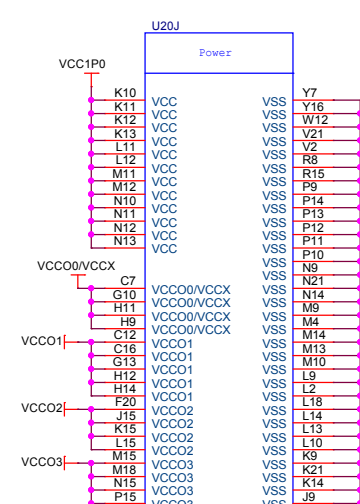 U20J
Power
VCC1P0
K10 VCC VSS Y7
K11 VCC VSS Y16
K12 VCC VSS W12
K13 VCC VSS V21
L11 VCC VSS V2
L12 VCC VSS R8
M11 VCC VSS R15
M12 VCC VSS P9
N10 VCC VSS P14
N11 VCC VSS P13
N12 VCC VSS P12
N13 VCC VSS P11
VSS P10
VCCO0/VCCX
VSS N9
C7 VCCO0/VCCX VSS N21
G10 VCCO0/VCCX VSS N14
H11 VCCO0/VCCX VSS M9
H9 VCCO0/VCCX VSS M4
VCCO1 C12 VCCO1 VSS M14
C16 VCCO1 VSS M13
G13 VCCO1 VSS M10
H12 VCCO1 VSS L9
H14 VCCO1 VSS L2
VCCO2 F20 VCCO2 VSS L18
J15 VCCO2 VSS L14
K15 VCCO2 VSS L13
L15 VCCO2 VSS L10
VCCO3 M15 VCCO3 VSS K9
M18 VCCO3 VSS K21
N15 VCCO3 VSS K14
P15 VCCO3 VSS J9